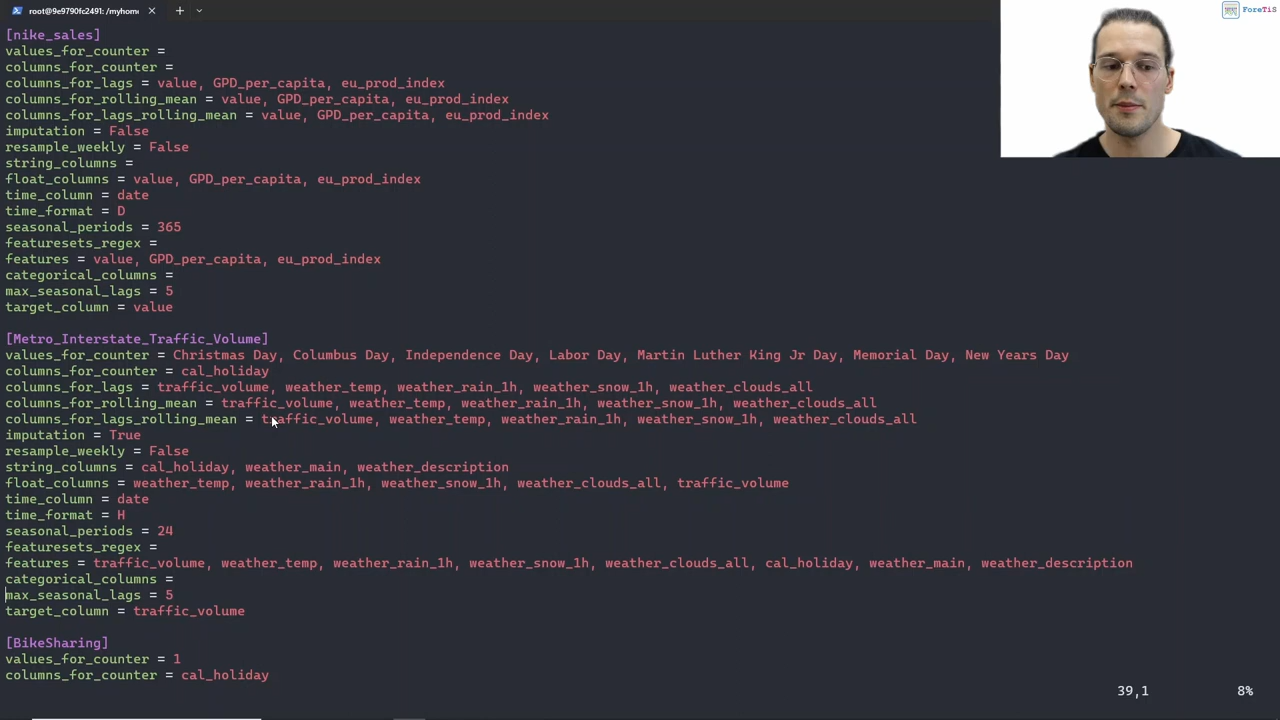 root@9e9790fc2491: /myhom
ForeTiS
[nike_sales]
values_for_counter =
columns_for_counter =
columns_for_lags = value, GPD_per_capita, eu_prod_index
columns_for_rolling_mean = value, GPD_per_capita, eu_prod_index
columns_for_lags_rolling_mean = value, GPD_per_capita, eu_prod_index
imputation = False
resample_weekly = False
string_columns =
float_columns = value, GPD_per_capita, eu_prod_index
time_column = date
time_format = D
seasonal_periods = 365
featuresets_regex =
features = value, GPD_per_capita, eu_prod_index
categorical_columns =
max_seasonal_lags = 5
target_column = value
[Metro_Interstate_Traffic_Volume]
values_for_counter = Christmas Day, Columbus Day, Independence Day, Labor Day, Martin Luther King Jr Day, Memorial Day, New Years Day
columns_for_counter = cal_holiday
columns_for_lags = traffic_volume, weather_temp, weather_rain_1h, weather_snow_1h, weather_clouds_all
columns_for_rolling_mean = traffic_volume, weather_temp, weather_rain_1h, weather_snow_1h, weather_clouds_all
columns_for_lags_rolling_mean = traffic_volume, weather_temp, weather_rain_1h, weather_snow_1h, weather_clouds_all
imputation = True
resample_weekly = False
string_columns = cal_holiday, weather_main, weather_description
float_columns = weather_temp, weather_rain_1h, weather_snow_1h, weather_clouds_all, traffic_volume
time_column = date
time_format = H
seasonal_periods = 24
featuresets_regex =
features = traffic_volume, weather_temp, weather_rain_1h, weather_snow_1h, weather_clouds_all, cal_holiday, weather_main, weather_description
categorical_columns =
max_seasonal_lags = 5
target_column = traffic_volume
[BikeSharing]
values_for_counter = 1
columns_for_counter = cal_holiday
39,1 8%